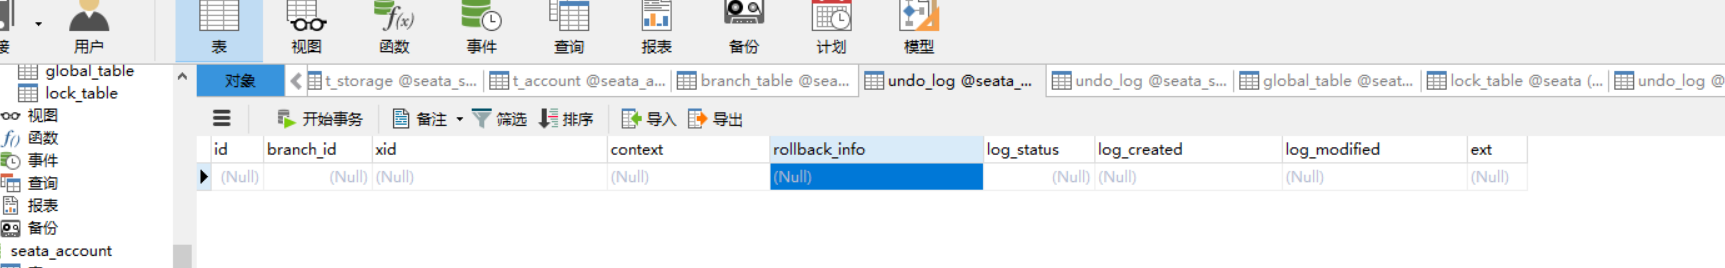 接 用户 表 视图 函数 事件 查询 报表 备份 计划 模型
global_table
lock_table
视图
函数
事件
查询
报表
备份
seata_account
对象 t_storage @seata_s... t_account @seata_a... branch_table @sea... undo_log @seata_... undo_log @seata_s... global_table @seat... lock_table @seata (... undo_log @
开始事务 备注 筛选 排序 导入 导出
id branch_id xid context rollback_info log_status log_created log_modified ext
(Null) (Null) (Null) (Null) (Null) (Null) (Null) (Null) (Null)